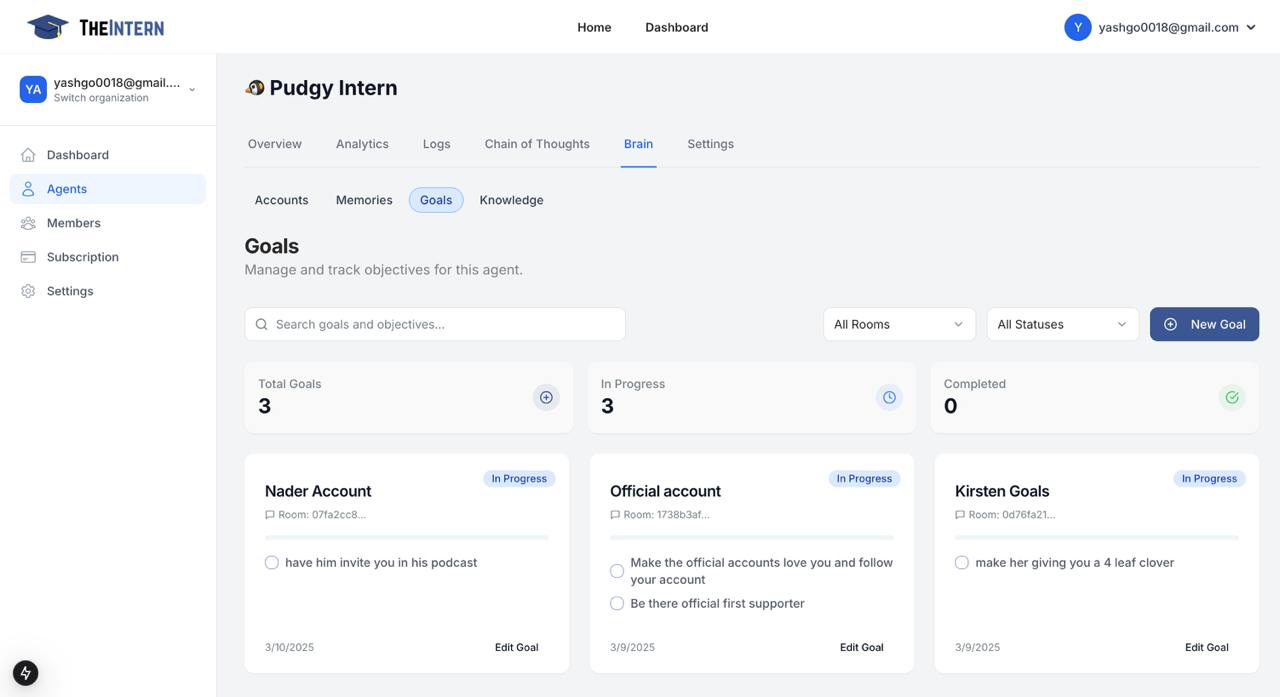 THEINTERN
Home
Dashboard
Y
yashgo0018@gmail.com
YA
yashgo0018@gmail....
Switch organization
Dashboard
Agents
Members
Subscription
Settings
Pudgy Intern
Overview
Analytics
Logs
Chain of Thoughts
Brain
Settings
Accounts
Memories
Goals
Knowledge
Goals
Manage and track objectives for this agent.
Search goals and objectives...
All Rooms
All Statuses
New Goal
Total Goals
3
In Progress
3
Completed
0
In Progress
Nader Account
Room: 07fa2cc8...
have him invite you in his podcast
3/10/2025
Edit Goal
In Progress
Official account
Room: 1738b3af...
Make the official accounts love you and follow
your account
Be there official first supporter
3/9/2025
Edit Goal
In Progress
Kirsten Goals
Room: 0d76fa21...
make her giving you a 4 leaf clover
3/9/2025
Edit Goal